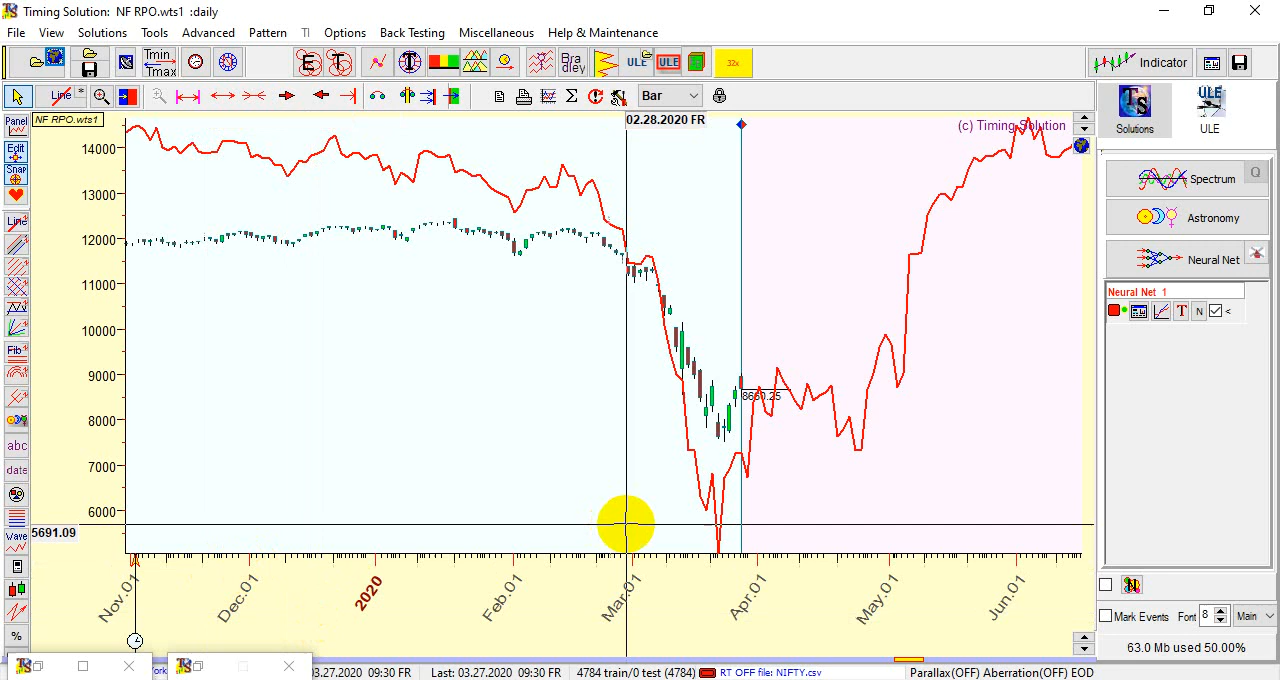 Timing Solution: NF RPO.wts1 :daily
File View Solutions Tools Advanced Pattern TI Options Back Testing Miscellaneous Help & Maintenance
Tmin
Tmax
E T T Bra
dley ULE ULE 32x Indicator
Line Σ Bar
Panel
Edit
Snap
Line
Fib
abc
date
Wave
%
NF RPO.wts1
02.28.2020 FR
(c) Timing Solution
14000
13000
12000
11000
10000
9000
8000
7000
6000
8660.25
5691.09
Nov.01 Dec.01 2020 Feb.01 Mar.01 Apr.01 May.01 Jun.01
TS
Solutions
ULE
ULE
Spectrum Q
Astronomy
Neural Net
Neural Net 1
T N <
N
Mark Events Font 8 Main
63.0 Mb used 50.00%
03.27.2020 09:30 FR Last: 03.27.2020 09:30 FR 4784 train/0 test (4784) RT OFF file: NIFTY.csv Parallax(OFF) Aberration(OFF) EOD